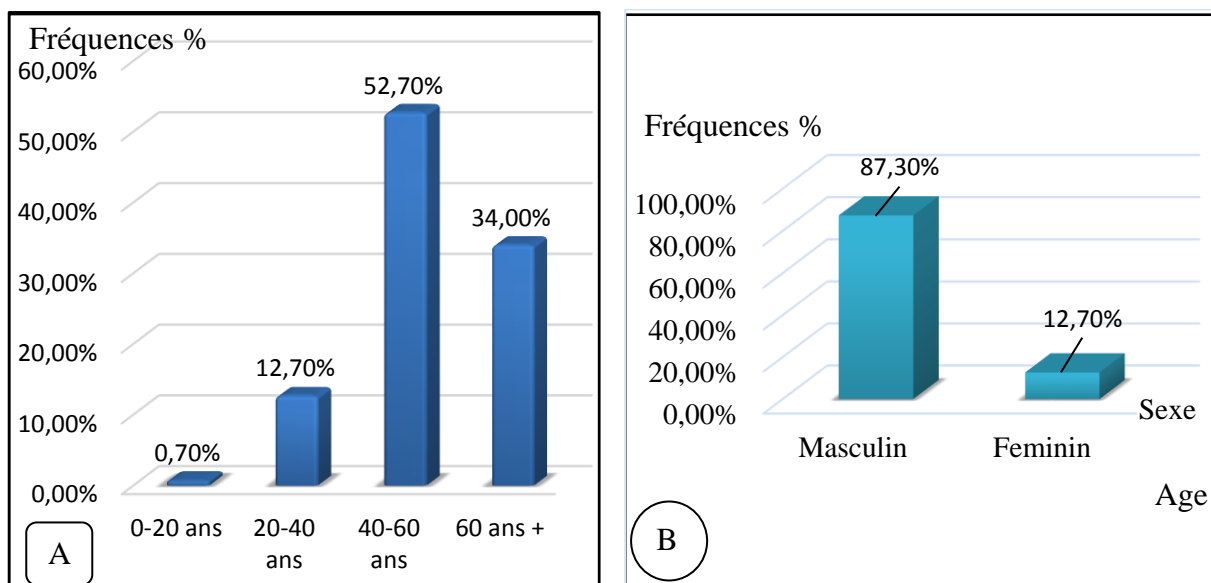 Fréquences %
60,00%
50,00%
40,00%
30,00%
20,00%
10,00%
0,00%
0,70%
12,70%
52,70%
34,00%
0-20 ans
20-40 ans
40-60 ans
60 ans +
A
Fréquences %
100,00%
80,00%
60,00%
40,00%
20,00%
0,00%
87,30%
12,70%
Masculin
Feminin
Sexe
Age
B